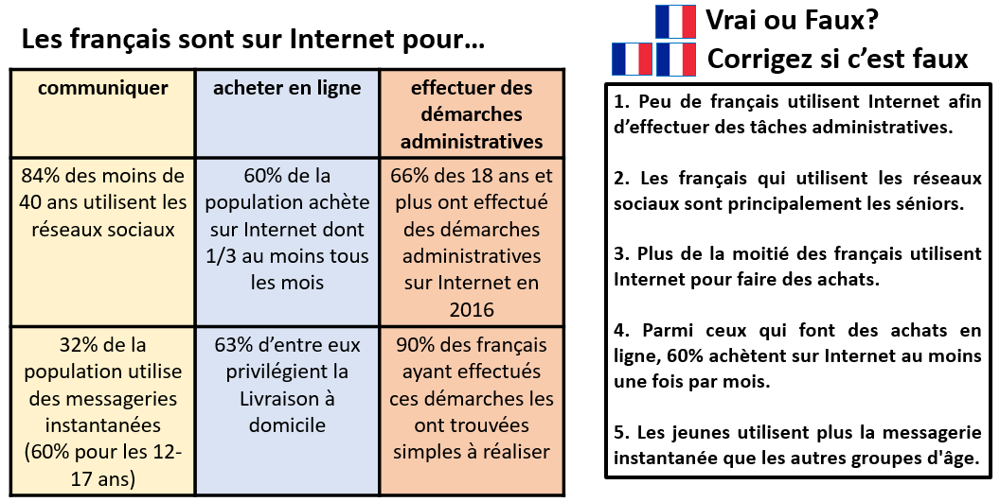 Les français sont sur Internet pour…
communiquer
acheter en ligne
effectuer des
démarches
administratives
84% des moins de
40 ans utilisent les
réseaux sociaux
60% de la
population achète
sur Internet dont
1/3 au moins tous
les mois
66% des 18 ans et
plus ont effectué
des démarches
administratives
sur Internet en
2016
32% de la
population utilise
des messageries
instantanées
(60% pour les 12-
17 ans)
63% d’entre eux
privilégient la
Livraison à
domicile
90% des français
ayant effectués
ces démarches les
ont trouvées
simples à réaliser
Vrai ou Faux?
Corrigez si c’est faux
1. Peu de français utilisent Internet afin
d’effectuer des tâches administratives.
2. Les français qui utilisent les réseaux
sociaux sont principalement les séniors.
3. Plus de la moitié des français utilisent
Internet pour faire des achats.
4. Parmi ceux qui font des achats en
ligne, 60% achètent sur Internet au moins
une fois par mois.
5. Les jeunes utilisent plus la messagerie
instantanée que les autres groupes d'âge.